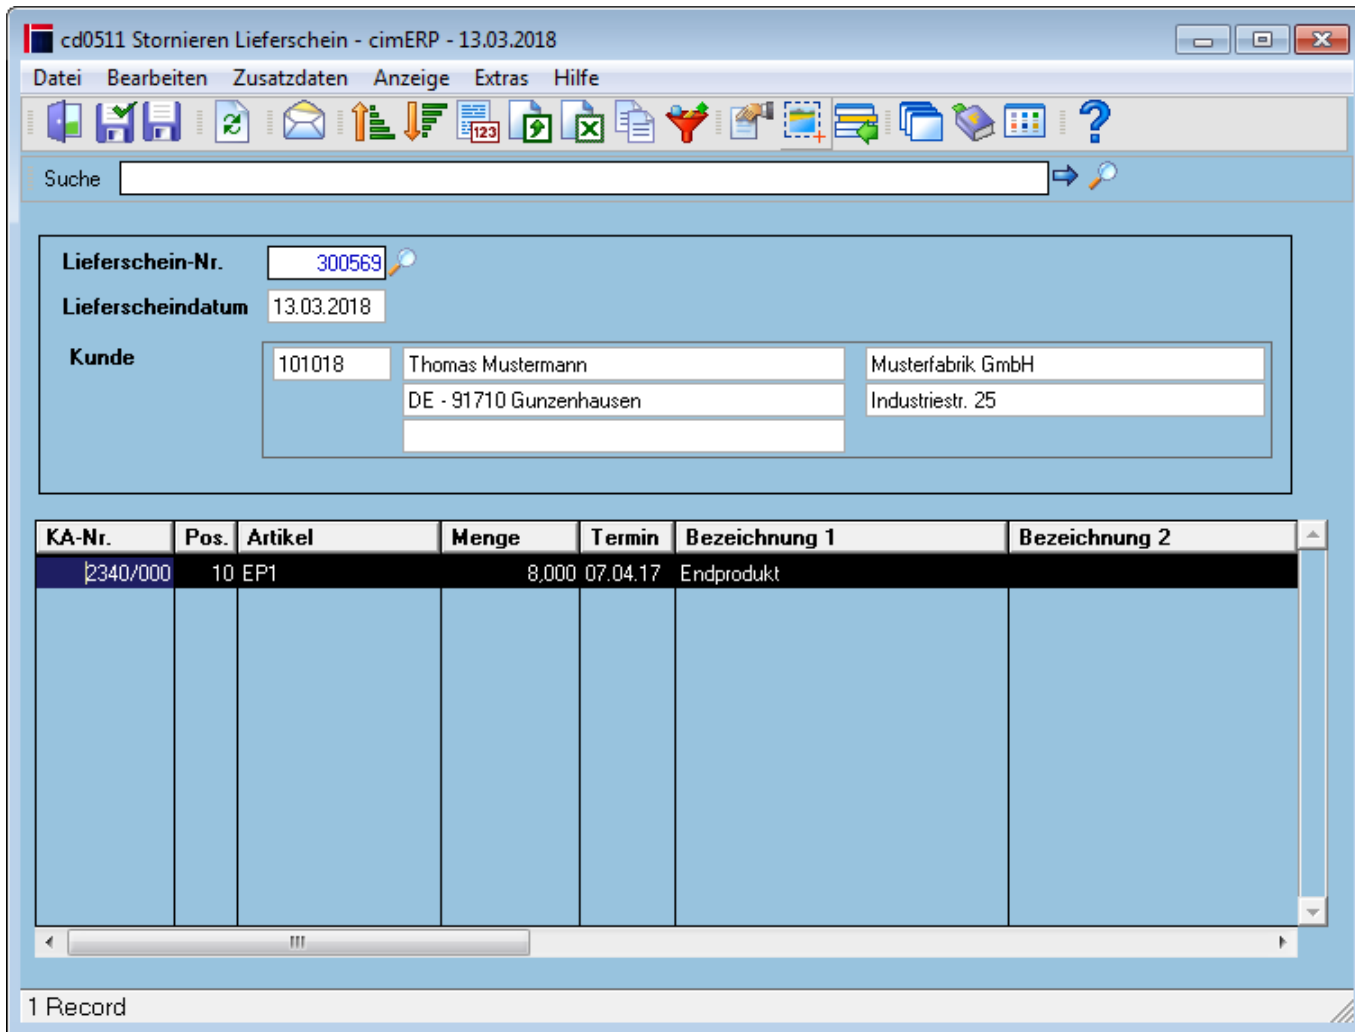 cd0511 Stornieren Lieferschein - cimERP - 13.03.2018
Datei Bearbeiten Zusatzdaten Anzeige Extras Hilfe
123
Suche
Lieferschein-Nr. 300569
Lieferscheindatum 13.03.2018
Kunde 101018 Thomas Mustermann Musterfabrik GmbH
DE - 91710 Gunzenhausen Industriestr. 25
KA-Nr. Pos. Artikel Menge Termin Bezeichnung 1 Bezeichnung 2
2340/000 10 EP1 8,000 07.04.17 Endprodukt
1 Record